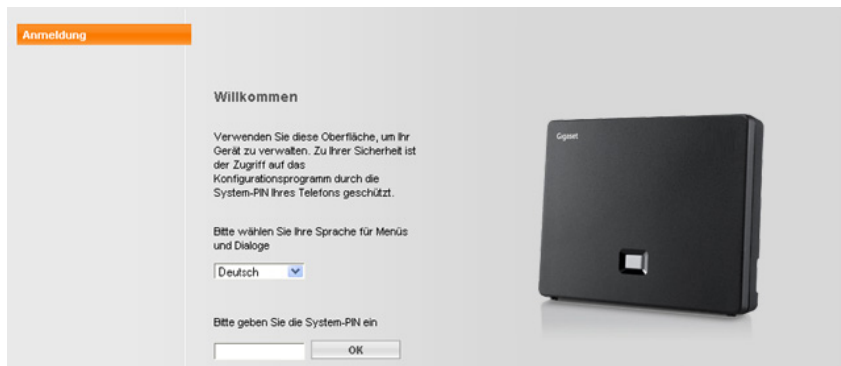 Anmeldung
Willkommen
Verwenden Sie diese Oberfläche, um Ihr
Gerät zu verwalten. Zu Ihrer Sicherheit ist
der Zugriff auf das
Konfigurationsprogramm durch die
System-PIN Ihres Telefons geschützt.
Bitte wählen Sie Ihre Sprache für Menüs
und Dialoge
Deutsch
Bitte geben Sie die System-PIN ein
OK
Gigaset